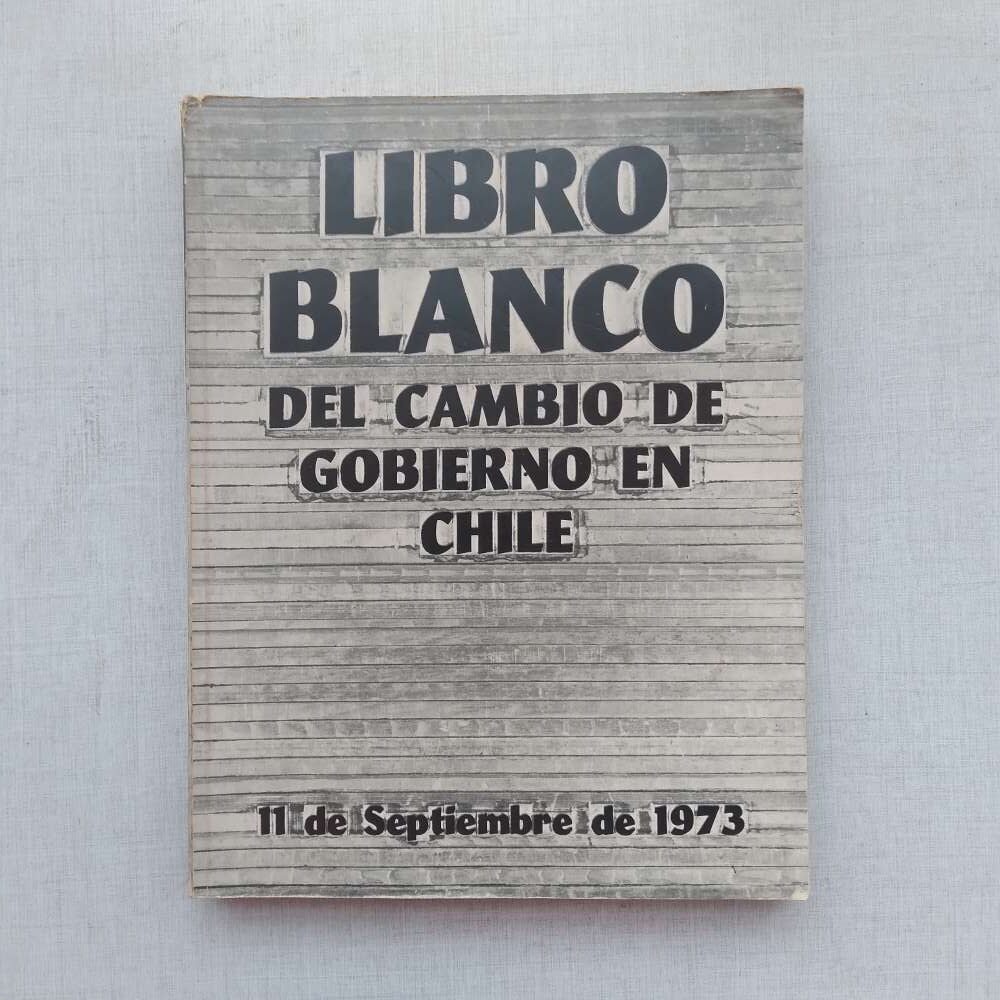 LIBRO
BLANCO
DEL CAMBIO DE
GOBIERNO EN
CHILE
11 de Septiembre de 1973